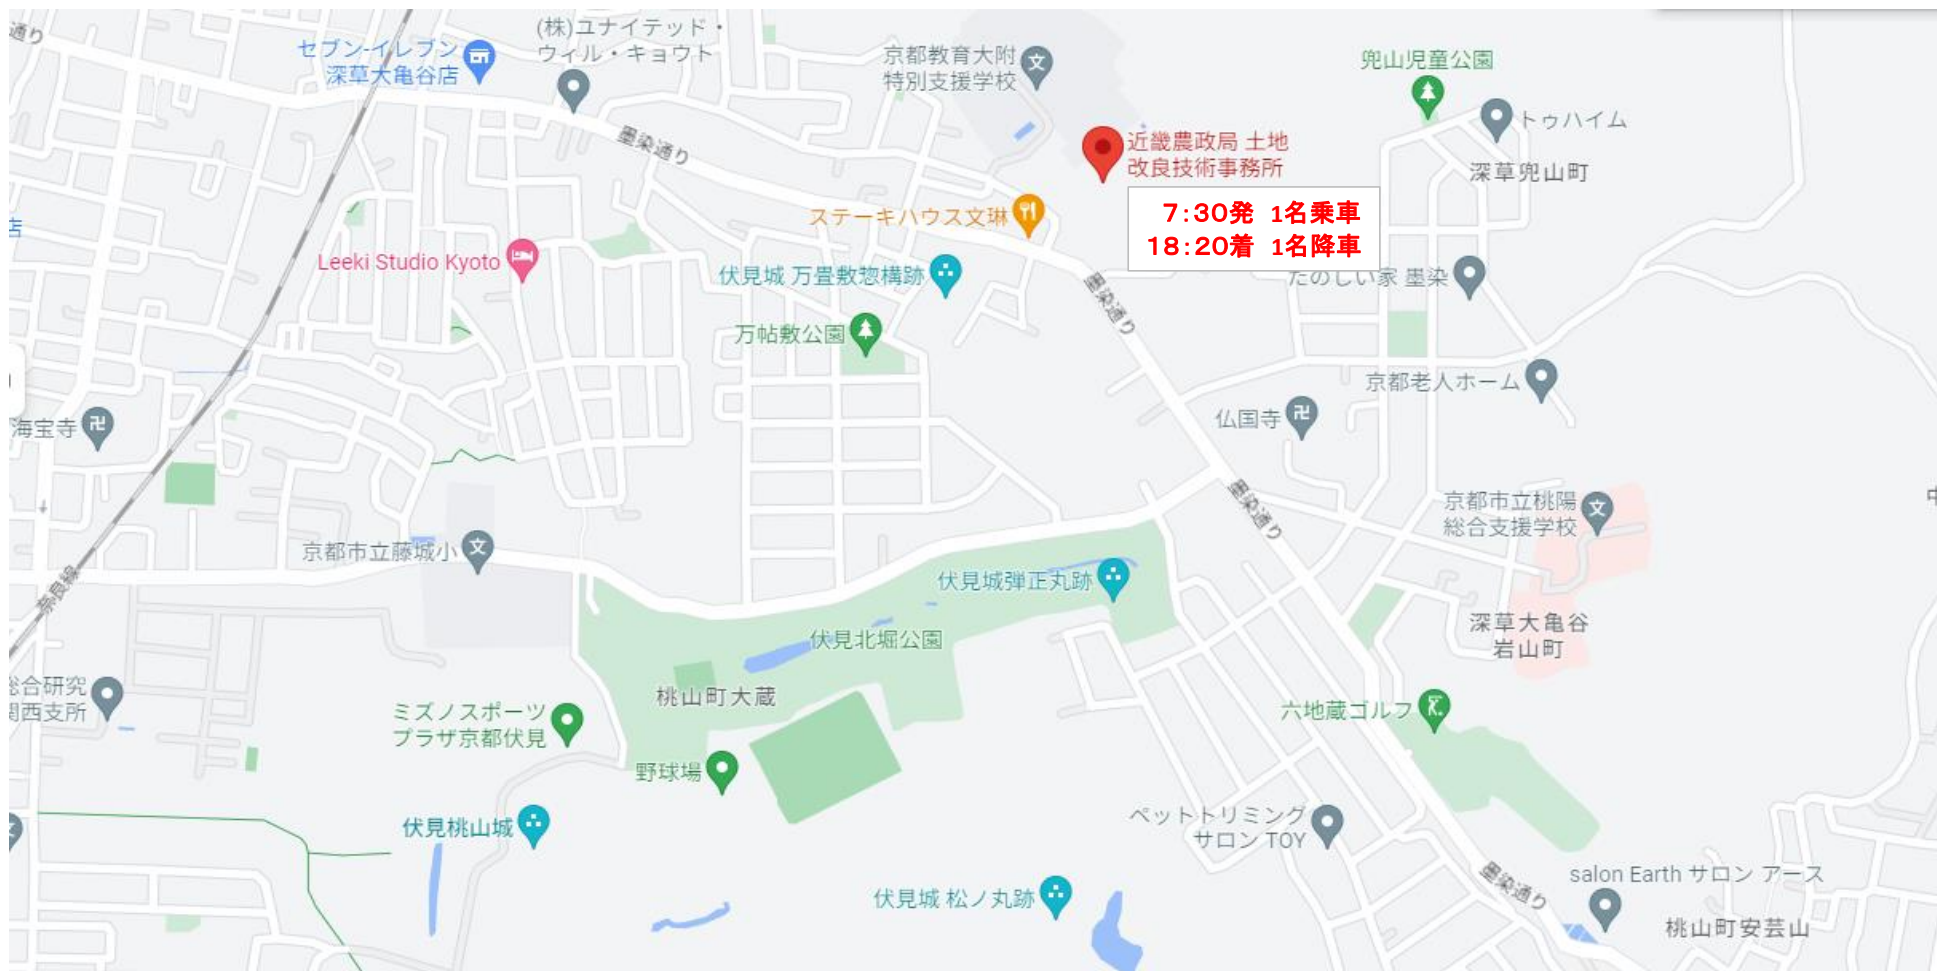 通り
セブン-イレブン
深草大亀谷店
(株)ユナイテッド・
ウィル・キョウト
京都教育大附
特別支援学校
兜山児童公園
トゥハイム
深草兜山町
墨染通り
近畿農政局 土地
改良技術事務所
7:30発 1名乗車
18:20着 1名降車
ステーキハウス文琳
店
Leeki Studio Kyoto
伏見城 万畳敷惣構跡
たのしい家 墨染
墨染通り
万帖敷公園
京都老人ホーム
仏国寺
海宝寺
墨染通り
京都市立桃陽
総合支援学校
京都市立藤城小
奈良線
伏見城弾正丸跡
伏見北堀公園
深草大亀谷
岩山町
総合研究
関西支所
桃山町大蔵
ミズノスポーツ
プラザ京都伏見
六地蔵ゴルフ
野球場
伏見桃山城
ペットトリミング
サロン TOY
墨染通り
salon Earth サロン アース
伏見城 松ノ丸跡
桃山町安芸山